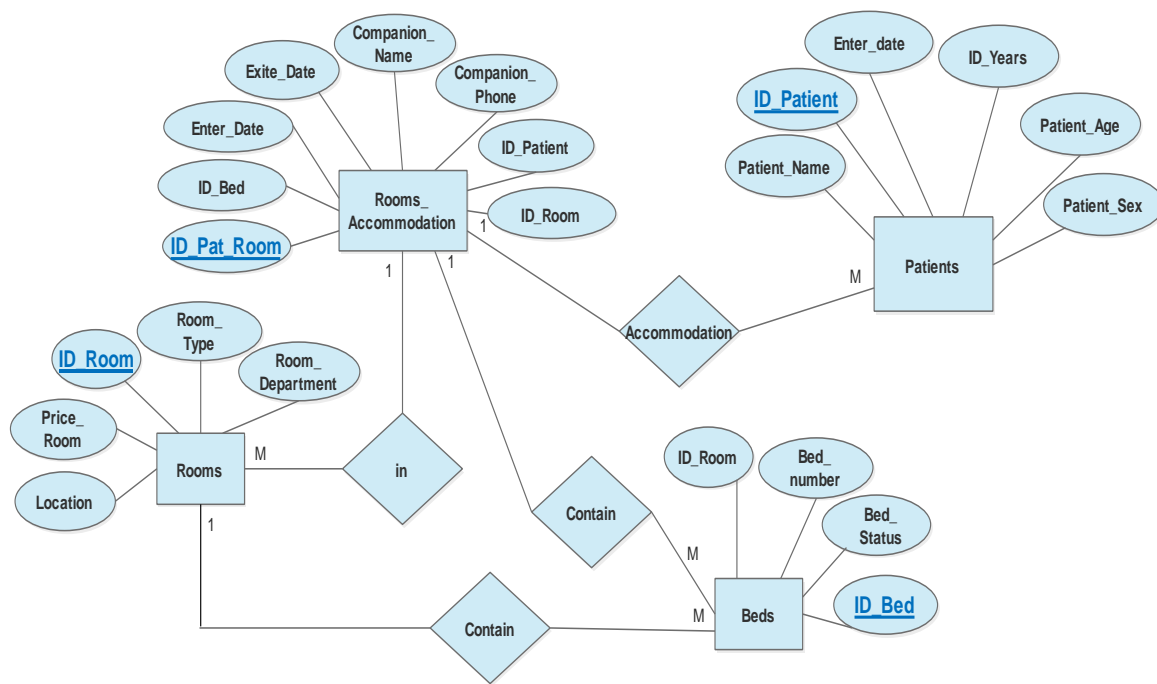 Companion_
Name
Enter_date
ID_Years
Exite_Date
Companion_
Phone
ID_Patient
Patient_Age
Enter_Date
ID_Patient
Patient_Name
ID_Bed
Rooms_
Accommodation
ID_Room
Patient_Sex
ID_Pat_Room
1
1
1
Patients
M
Room_
Type
Accommodation
ID_Room
Room_
Department
Price_
Room
M
in
Rooms
ID_Room
Bed_
number
Location
1
Contain
Bed_
Status
M
M
Beds
ID_Bed
Contain